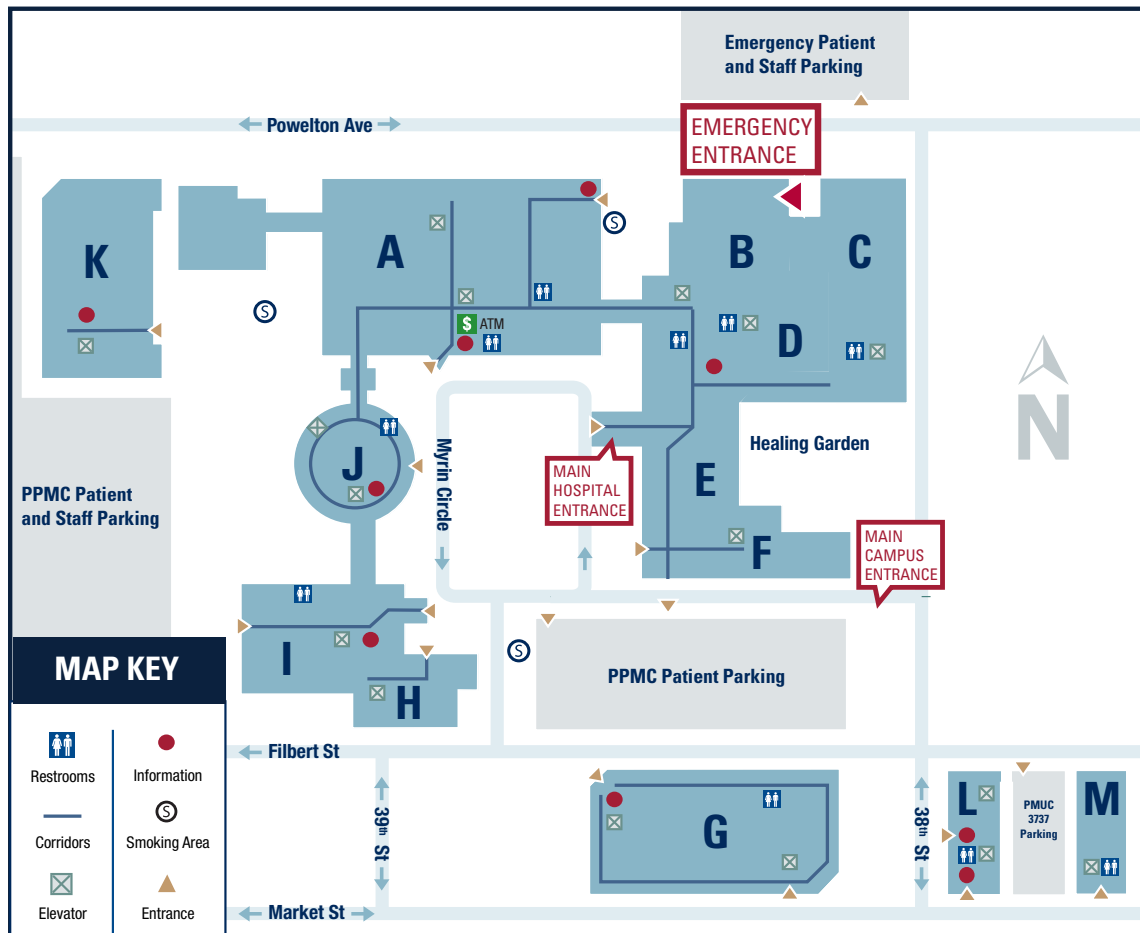 Emergency Patient
and Staff Parking
Powelton Ave
EMERGENCY
ENTRANCE
S
K
A
B
C
S
$ ATM
D
N
Healing Garden
J
Myrin Circle
MAIN
HOSPITAL
ENTRANCE
E
PPMC Patient
and Staff Parking
F
MAIN
CAMPUS
ENTRANCE
I
H
S
PPMC Patient Parking
MAP KEY
Restrooms
Information
Corridors
S
Smoking Area
Elevator
Entrance
Filbert St
39th St
G
38th St
L
PMUC
3737
Parking
M
Market St